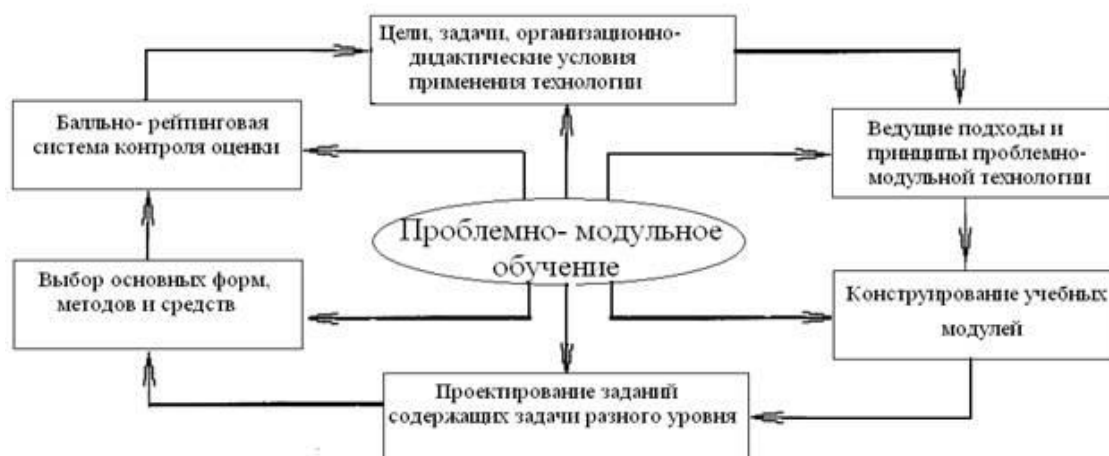 Цели, задачи, организационно-
дидактические условия
применения технологии
Балльно- рейтинговая
система контроля оценки
Ведущие подходы и
принципы проблемно-
модульной технологии
Проблемно- модульное
обучение
Выбор основных форм,
методов и средств
Конструирование учебных
модулей
Проектирование заданий
содержащих задачи разного уровня